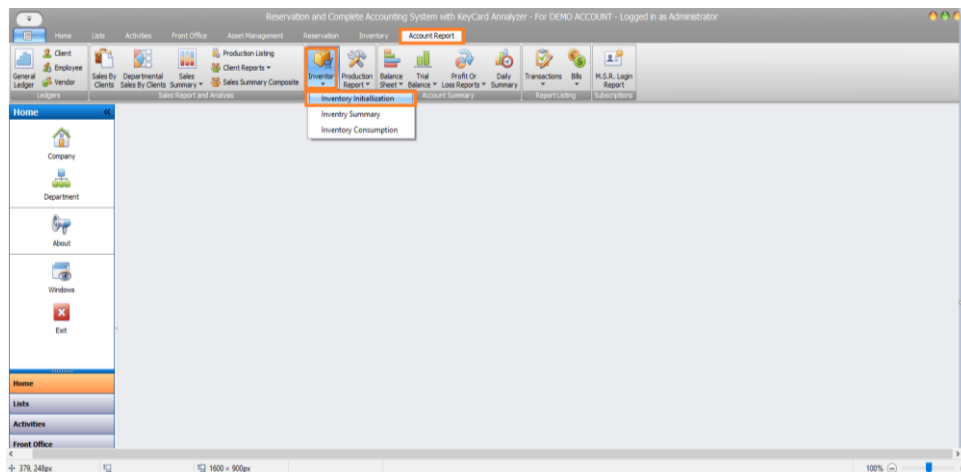 Reservation and Complete Accounting System with KeyCard Annalyzer - For DEMO ACCOUNT - Logged in as Administrator
Home Lists Activities Front Office Asset Management Reservation Inventory Account Report
General Ledger
Client
Employee
Vendor
Ledgers
Sales By Clients
Departmental Sales By Clients
Sales Summary
Production Listing
Client Reports
Sales Summary Composite
Sales Report and Analysis
Inventor
Production Report
Balance Sheet
Trial Balance
Profit Or Loss Reports
Daily Summary
Account Summary
Transactions
Bills
Report Listing
M.S.R. Login Report
Subscriptions
Inventory Initiallization
Inventry Summary
Inventory Consumption
Home
Company
Department
About
Windows
Exit
Home
Lists
Activities
Front Office
379, 248px 1600 × 900px 100%